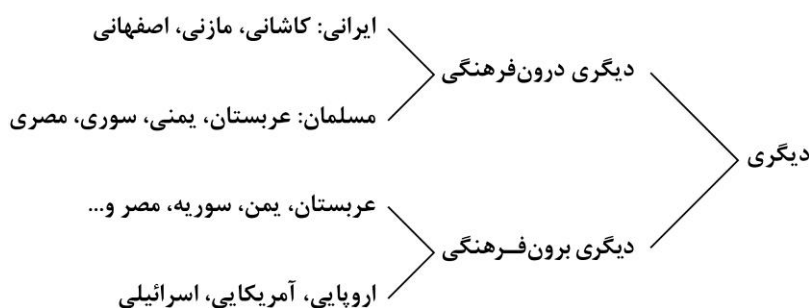 ایرانی: کاشانی، مازنی، اصفهانی
دیگری درون‌فرهنگی
مسلمان: عربستان، یمنی، سوری، مصری
دیگری
عربستان، یمن، سوریه، مصر و...
دیگری برون‌فـرهنگی
اروپایی، آمریکایی، اسرائیلی